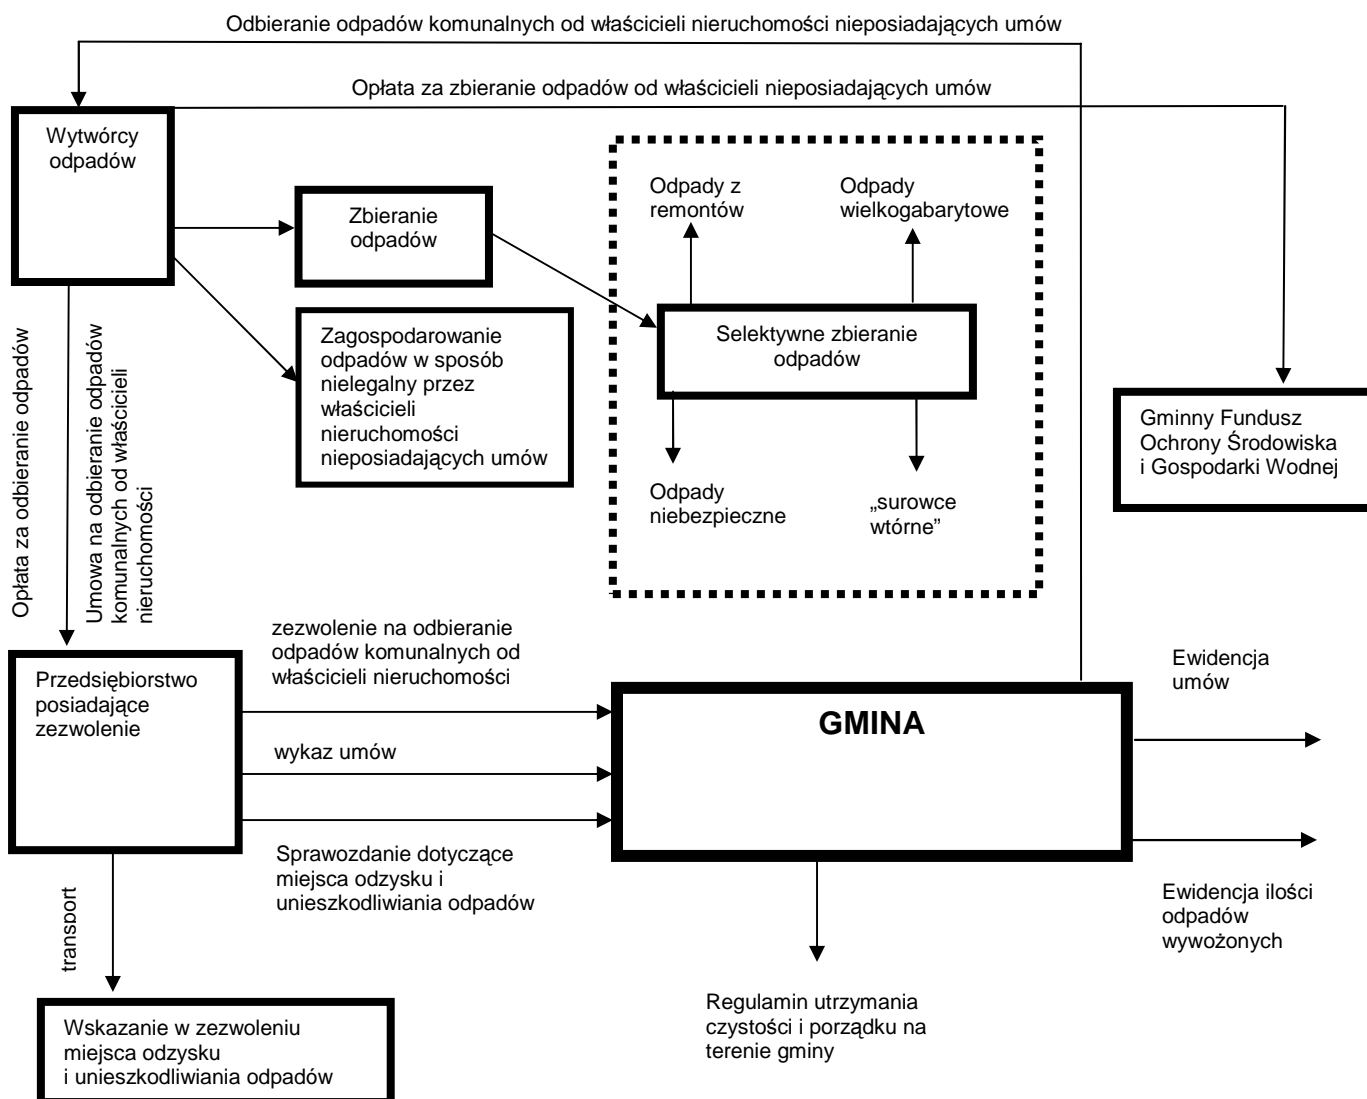 Odbieranie odpadów komunalnych od właścicieli nieruchomości nieposiadających umów
Opłata za zbieranie odpadów od właścicieli nieposiadających umów
Wytwórcy
odpadów
Zbieranie
odpadów
Zagospodarowanie
odpadów w sposób
nielegalny przez
właścicieli
nieruchomości
nieposiadających umów
Odpady z
remontów
Odpady
wielkogabarytowe
Selektywne zbieranie
odpadów
Odpady
niebezpieczne
„surowce
wtórne”
Gminny Fundusz
Ochrony Środowiska
i Gospodarki Wodnej
Opłata za odbieranie odpadów
Umowa na odbieranie odpadów
komunalnych od właścicieli
nieruchomości
Przedsiębiorstwo
posiadające
zezwolenie
zezwolenie na odbieranie
odpadów komunalnych od
właścicieli nieruchomości
wykaz umów
Sprawozdanie dotyczące
miejsca odzysku i
unieszkodliwiania odpadów
GMINA
Ewidencja
umów
Ewidencja ilości
odpadów
wywożonych
transport
Wskazanie w zezwoleniu
miejsca odzysku
i unieszkodliwiania odpadów
Regulamin utrzymania
czystości i porządku na
terenie gminy